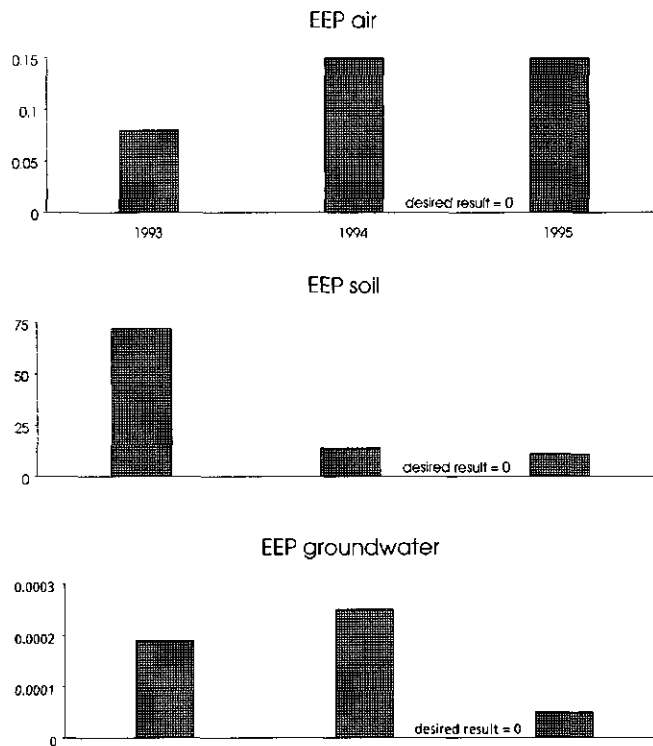 EEP air
0.15
0.1
0.05
0
desired result = 0
1993 1994 1995
EEP soil
75
50
25
0
desired result = 0
EEP groundwater
0.0003
0.0002
0.0001
0
desired result = 0